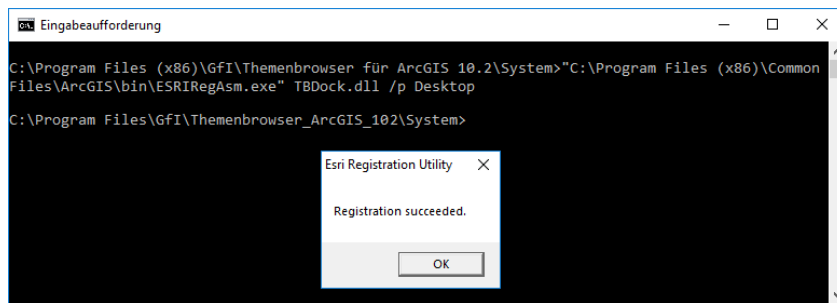 Eingabeaufforderung
C:\Program Files (x86)\GfI\Themenbrowser für ArcGIS 10.2\System>"C:\Program Files (x86)\Common
Files\ArcGIS\bin\ESRIRegAsm.exe" TBDock.dll /p Desktop
C:\Program Files\GfI\Themenbrowser_ArcGIS_102\System>
Esri Registration Utility
Registration succeeded.
OK